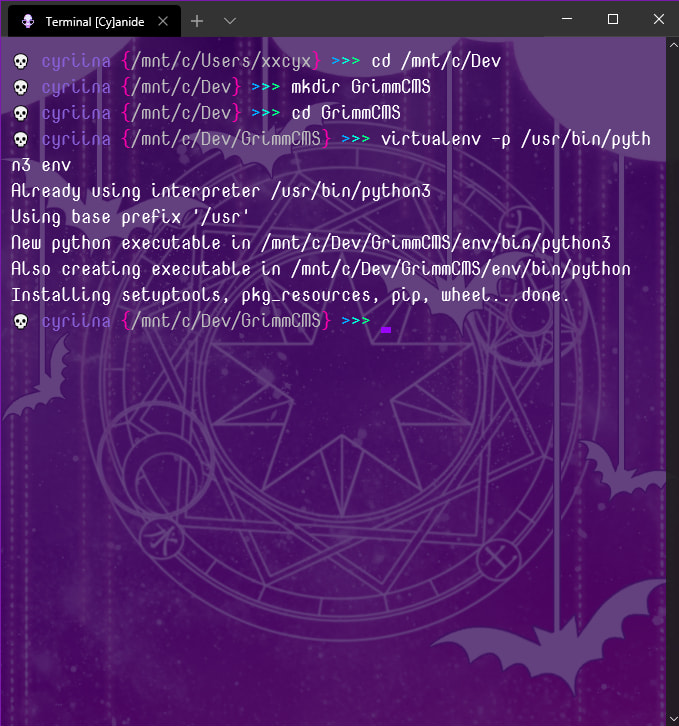 Terminal [Cy]anide
💀 cyriina {/mnt/c/Users/xxcyx} >>> cd /mnt/c/Dev
💀 cyriina {/mnt/c/Dev} >>> mkdir GrimmCMS
💀 cyriina {/mnt/c/Dev} >>> cd GrimmCMS
💀 cyriina {/mnt/c/Dev/GrimmCMS} >>> virtualenv -p /usr/bin/pyth
n3 env
Already using interpreter /usr/bin/python3
Using base prefix '/usr'
New python executable in /mnt/c/Dev/GrimmCMS/env/bin/python3
Also creating executable in /mnt/c/Dev/GrimmCMS/env/bin/python
Installing setuptools, pkg_resources, pip, wheel...done.
💀 cyriina {/mnt/c/Dev/GrimmCMS} >>>